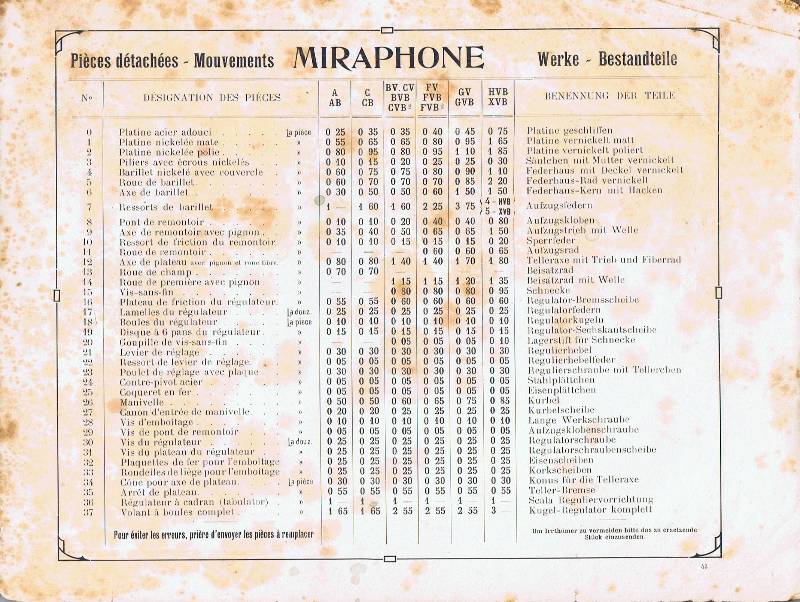 Pièces détachées - Mouvements MIRAPHONE Werke - Bestandteile
No DÉSIGNATION DES PIÈCES A AB C CB BV. CV BVB CVB² FV FVB FVB² GV GVB HVB XVB BENENNUNG DER TEILE
0 Platine acier adouci . . . . La pièce 0 25 0 35 0 35 0 40 0 45 0 75 Platine geschliffen
1 Platine nickelée mate . . . . » 0 55 0 65 0 65 0 80 0 95 1 65 Platine vernickelt matt
2 Platine nickelée polie . . . . » 0 80 0 95 0 80 0 95 1 10 1 85 Platine vernickelt poliert
3 Piliers avec écrous nickelés » 0 10 0 15 0 20 0 25 0 25 0 30 Säulchen mit Mutter vernickelt
4 Barillet nickelé avec couvercle » 0 60 0 75 0 75 0 80 0 90 1 10 Federhaus mit Deckel vernickelt
5 Roue de barillet . . . . » 0 60 0 70 0 70 0 70 0 85 2 20 Federhaus-Rad vernickelt
6 Axe de barillet . . . . » 0 30 0 50 0 50 0 60 1 50 1 50 Federhaus-Kern mit Hacken
7 Ressorts de barillet . . . » 1 — 1 60 1 60 2 25 3 75 4 - HVB 5 - XVB Aufzugsfedern
8 Pont de remontoir . . . . » 0 10 0 10 0 20 0 40 0 40 0 80 Aufzugskloben
9 Axe de remontoir avec pignon . » 0 35 0 40 0 50 0 65 0 65 1 50 Aufzugstrieb mit Welle
10 Ressort de friction du remontoir. » 0 10 0 10 0 15 0 15 0 15 0 20 Sperrfeder
11 Roue de remontoir . . . . » — — — 0 60 0 60 0 65 Aufzugsrad
12 Axe de plateau avec pignon et roue fibre. » 0 80 0 80 1 40 1 40 1 70 1 80 Telleraxe mit Trieb und Fiberrad
13 Roue de champ . . . . » 0 70 0 70 — — — — Beisatzrad
14 Roue de première avec pignon » — — 1 15 1 15 1 20 1 35 Beisatzrad mit Welle
15 Vis-sans-fin . . . . » — — 0 80 0 80 0 80 0 95 Schnecke
16 Plateau de friction du régulateur. » 0 55 0 55 0 60 0 60 0 60 0 60 Regulator-Bremsscheibe
17 Lamelles du régulateur . . La douz. 0 25 0 25 0 25 0 25 0 25 0 25 Regulatorfedern
18 Boules du régulateur . . La pièce 0 10 0 10 0 10 0 10 0 10 0 10 Regulatorkugeln
19 Disque à 6 pans du régulateur . » 0 15 0 15 0 15 0 15 0 15 0 15 Regulator-Sechskantscheibe
20 Goupille de vis-sans-fin . . » — — 0 05 0 05 0 05 0 10 Lagerstift für Schnecke
21 Levier de réglage . . . . » 0 30 0 30 0 30 0 30 0 30 0 30 Regulierhebel
22 Ressort de levier de réglage. . » 0 05 0 05 0 05 0 05 0 05 0 05 Regulierhebelfeder
23 Poulet de réglage avec plaque » 0 30 0 30 0 30 0 30 0 30 0 30 Regulierschraube mit Tellerchen
24 Contre-pivot acier . . . » 0 05 0 05 0 05 0 05 0 05 0 05 Stahlplättchen
25 Coqueret en fer . . . . » 0 05 0 05 0 05 0 05 0 05 0 05 Eisenplättchen
26 Manivelle . . . . » 0 50 0 50 0 60 0 65 0 75 0 85 Kurbel
27 Canon d'entrée de manivelle. . » 0 20 0 20 0 25 0 25 0 25 0 25 Kurbelscheibe
28 Vis d'emboîtage . . . . » 0 10 0 10 0 10 0 10 0 10 0 10 Lange Werkschraube
29 Vis de pont de remontoir . . » 0 05 0 05 0 05 0 05 0 05 0 05 Aufzugsklobenschraube
30 Vis du régulateur . . . La douz. 0 25 0 25 0 25 0 25 0 25 0 25 Regulatorschraube
31 Vis du plateau du régulateur » 0 25 0 25 0 25 0 25 0 25 0 25 Regulatorschraubenscheibe
32 Plaquettes de fer pour l'emboîtage » 0 25 0 25 0 25 0 25 0 25 0 25 Eisenscheiben
33 Rondelles de liège pour l'emboîtage » 0 25 0 25 0 25 0 25 0 25 0 25 Korkscheiben
34 Cône pour axe de plateau. . La pièce 0 30 0 30 0 30 0 30 0 30 0 30 Konus für die Telleraxe
35 Arrêt de plateau. . . . » 0 55 0 55 0 55 0 55 0 55 0 55 Teller-Bremse
36 Régulateur à cadran (tabulator) . » — 1 — 1 — 1 — 1 — 1 — Scala Reguliervorrichtung
37 Volant à boules complet . . » 1 65 1 65 2 55 2 55 2 55 3 — Kugel-Regulator komplett
Pour éviter les erreurs, prière d'envoyer les pièces à remplacer
Um Irrthümer zu vermeiden bitte das zu ersetzende
Stück einzusenden